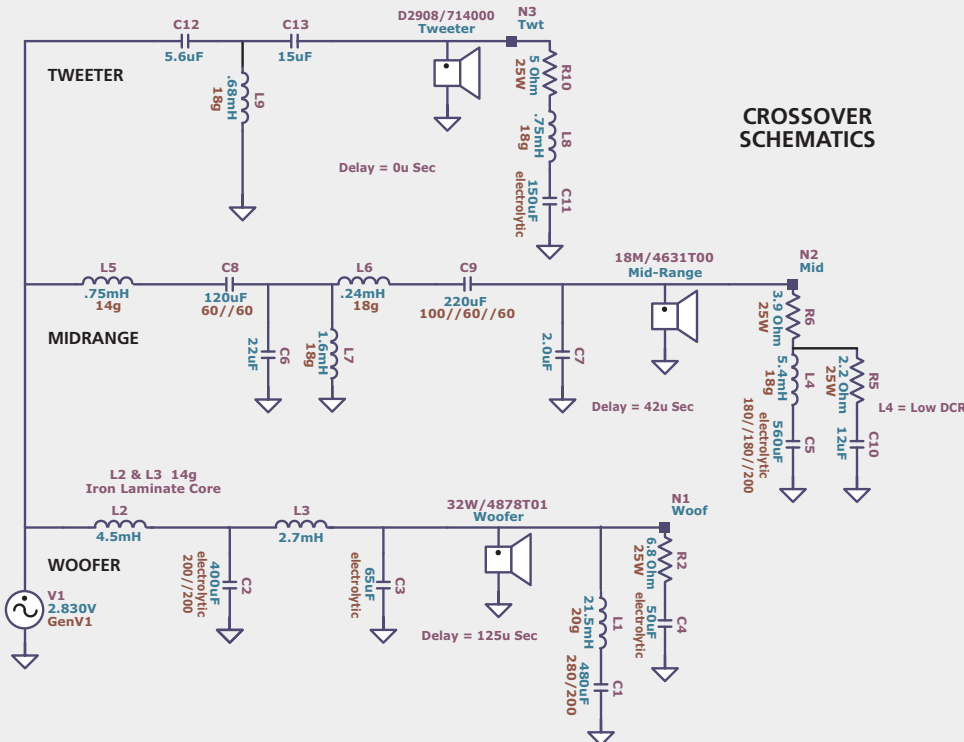 D2908/714000
Tweeter
N3
Twt
C12
5.6uF
C13
15uF
TWEETER
.68mH
18g
L9
5 Ohm
25W
R10
.75mH
18g
L8
electrolytic
150uF
C11
Delay = 0u Sec
CROSSOVER
SCHEMATICS
L5
.75mH
14g
C8
120uF
60//60
L6
.24mH
18g
C9
220uF
100//60//60
18M/4631T00
Mid-Range
N2
Mid
MIDRANGE
22uF
C6
1.6mH
18g
L7
2.0uF
C7
Delay = 42u Sec
3.9 Ohm
25W
R6
5.4mH
18g
L4
2.2 Ohm
25W
R5
L4 = Low DCR
180//180//200
electrolytic
560uF
C5
12uF
C10
L2 & L3 14g
Iron Laminate Core
L2
4.5mH
L3
2.7mH
32W/4878T01
Woofer
N1
Woof
WOOFER
200//200
electrolytic
400uF
C2
electrolytic
65uF
C3
Delay = 125u Sec
6.8 Ohm
25W
R2
electrolytic
50uF
C4
21.5mH
20g
L1
480uF
280/200
C1
V1
2.830V
GenV1